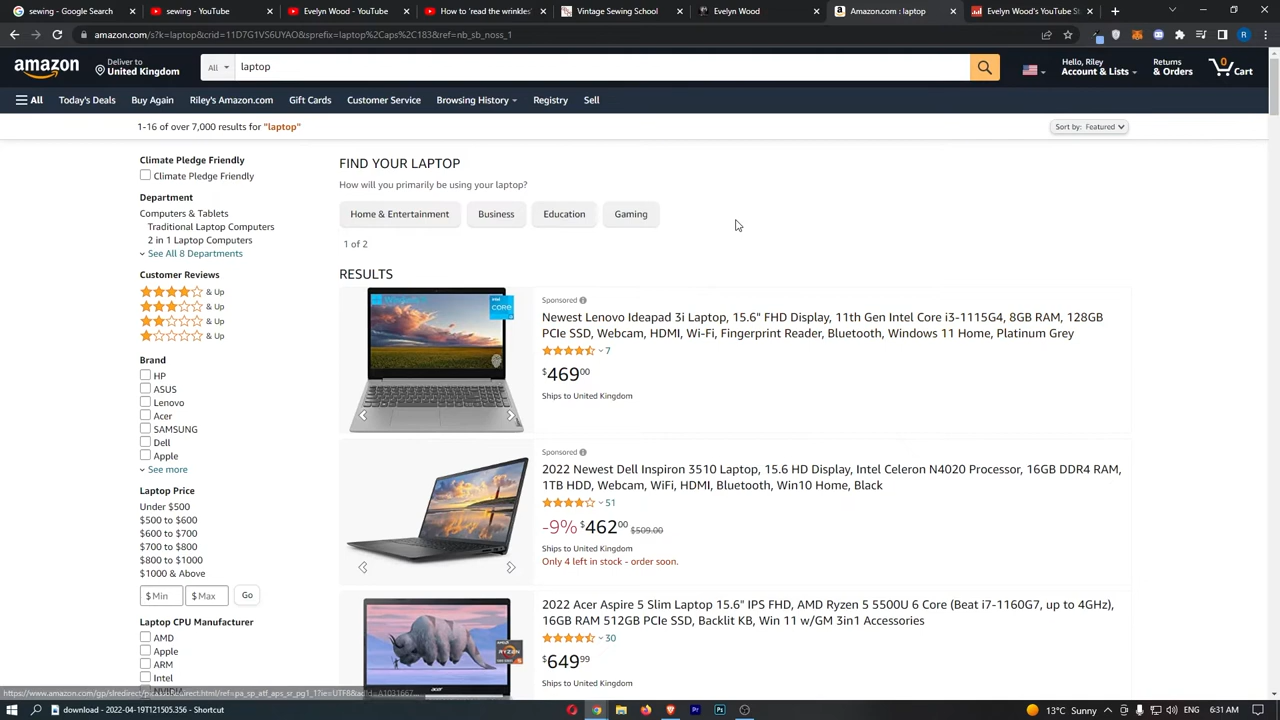 sewing - Google
sewing - YouTube
How to 'read the wrinkles
Vintage Sewing School
Evelyn Wood
Amazon.com : laptop
Evelyn Wood's YouTube St
amazon.com/s?k=laptop&crid=11D7G1VS6UYAO&sprefix=laptop%2Caps%2C183&ref=nb_sb_noss_1
R
amazon
Deliver to
United Kingdom
All
laptop
Hello, Riley
Account & Lists
Returns
& Orders
0
Cart
All
Today's Deals
Buy Again
Riley's Amazon.com
Gift Cards
Customer Service
Browsing History
Registry
Sell
1-16 of over 7,000 results for "laptop"
Sort by: Featured
Climate Pledge Friendly
Climate Pledge Friendly
Department
Computers & Tablets
Traditional Laptop Computers
2 in 1 Laptop Computers
See All 8 Departments
Customer Reviews
& Up
& Up
& Up
& Up
Brand
HP
ASUS
Lenovo
Acer
SAMSUNG
Dell
Apple
See more
Laptop Price
Under $500
$500 to $600
$600 to $700
$700 to $800
$800 to $1000
$1000 & Above
$ Min
$ Max
Go
Laptop CPU Manufacturer
AMD
Apple
ARM
Intel
FIND YOUR LAPTOP
How will you primarily be using your laptop?
Home & Entertainment
Business
Education
Gaming
1 of 2
RESULTS
intel
CORE
Sponsored
Newest Lenovo Ideapad 3i Laptop, 15.6" FHD Display, 11th Gen Intel Core i3-1115G4, 8GB RAM, 128GB
PCIe SSD, Webcam, HDMI, Wi-Fi, Fingerprint Reader, Bluetooth, Windows 11 Home, Platinum Grey
7
$469.00
Ships to United Kingdom
Sponsored
2022 Newest Dell Inspiron 3510 Laptop, 15.6 HD Display, Intel Celeron N4020 Processor, 16GB DDR4 RAM,
1TB HDD, Webcam, WiFi, HDMI, Bluetooth, Win10 Home, Black
51
-9% $462.00 $509.00
Ships to United Kingdom
Only 4 left in stock - order soon.
RYZEN
acer
2022 Acer Aspire 5 Slim Laptop 15.6" IPS FHD, AMD Ryzen 5 5500U 6 Core (Beat i7-1160G7, up to 4GHz),
16GB RAM 512GB PCIe SSD, Backlit KB, Win 11 w/GM 3in1 Accessories
30
$649.99
Ships to United Kingdom
download - 2022-04-19T121505.356 - Shortcut
13°C Sunny
6:31 AM